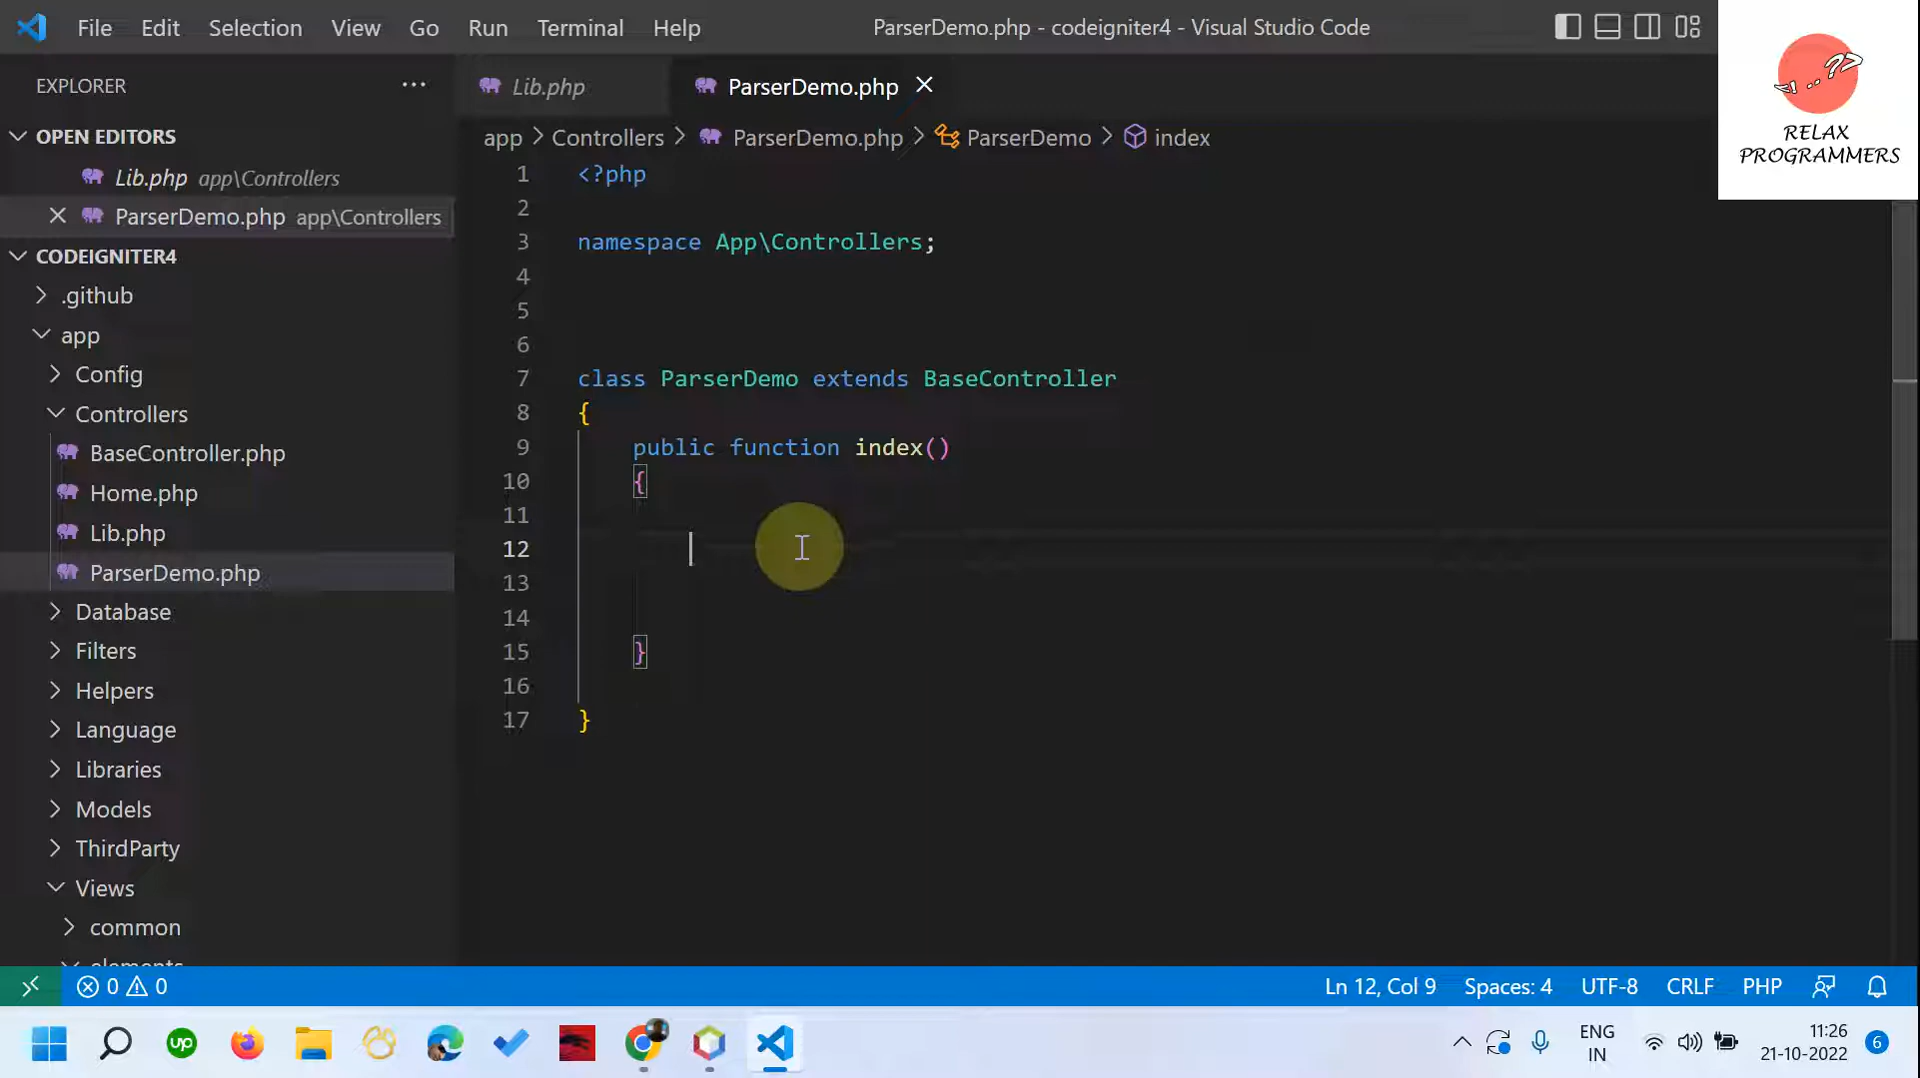 File Edit Selection View Go Run Terminal Help ParserDemo.php - codeigniter4 - Visual Studio Code
RELAX
PROGRAMMERS
EXPLORER
OPEN EDITORS
Lib.php app\Controllers
ParserDemo.php app\Controllers
CODEIGNITER4
.github
app
Config
Controllers
BaseController.php
Home.php
Lib.php
ParserDemo.php
Database
Filters
Helpers
Language
Libraries
Models
ThirdParty
Views
common
elements
Lib.php ParserDemo.php
app > Controllers > ParserDemo.php > ParserDemo > index
1 <?php
2
3 namespace App\Controllers;
4
5
6
7 class ParserDemo extends BaseController
8 {
9 public function index()
10 {
11
12
13
14
15 }
16
17 }
0 0 Ln 12, Col 9 Spaces: 4 UTF-8 CRLF PHP
up
ENG
IN
11:26
21-10-2022
6